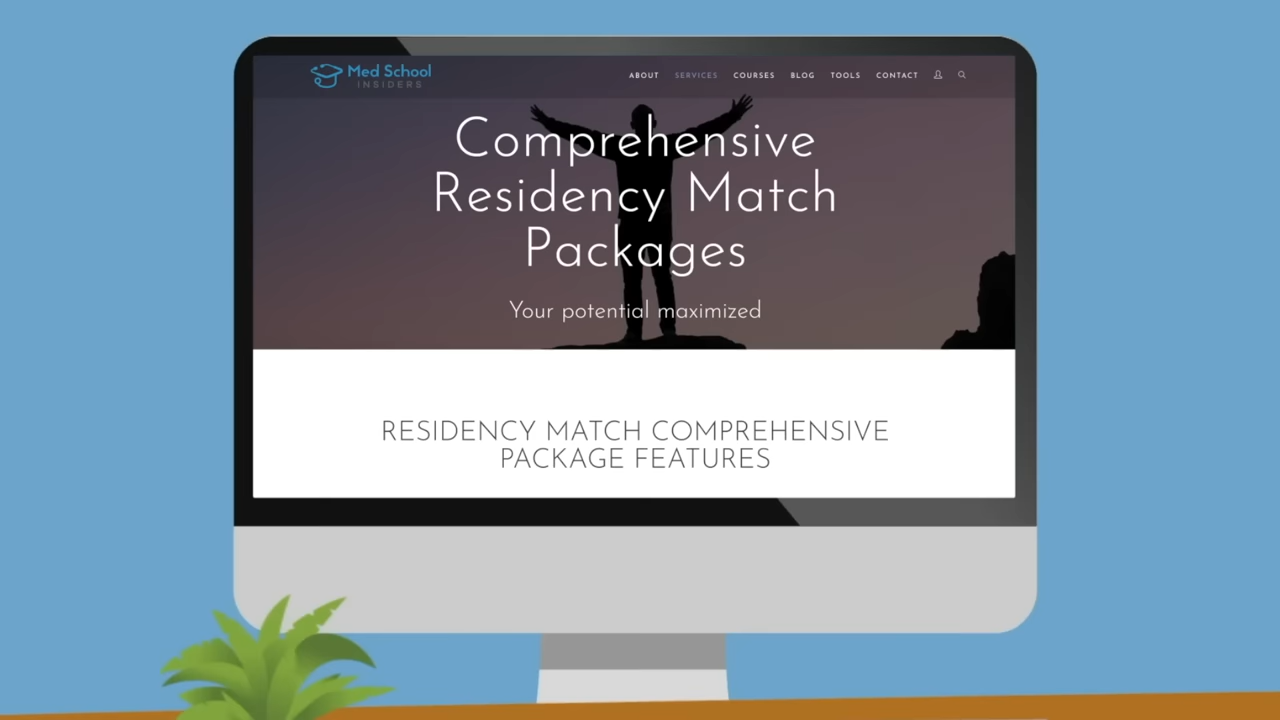 Med School
INSIDERS
ABOUT SERVICES COURSES BLOG TOOLS CONTACT
Comprehensive
Residency Match
Packages
Your potential maximized
RESIDENCY MATCH COMPREHENSIVE
PACKAGE FEATURES